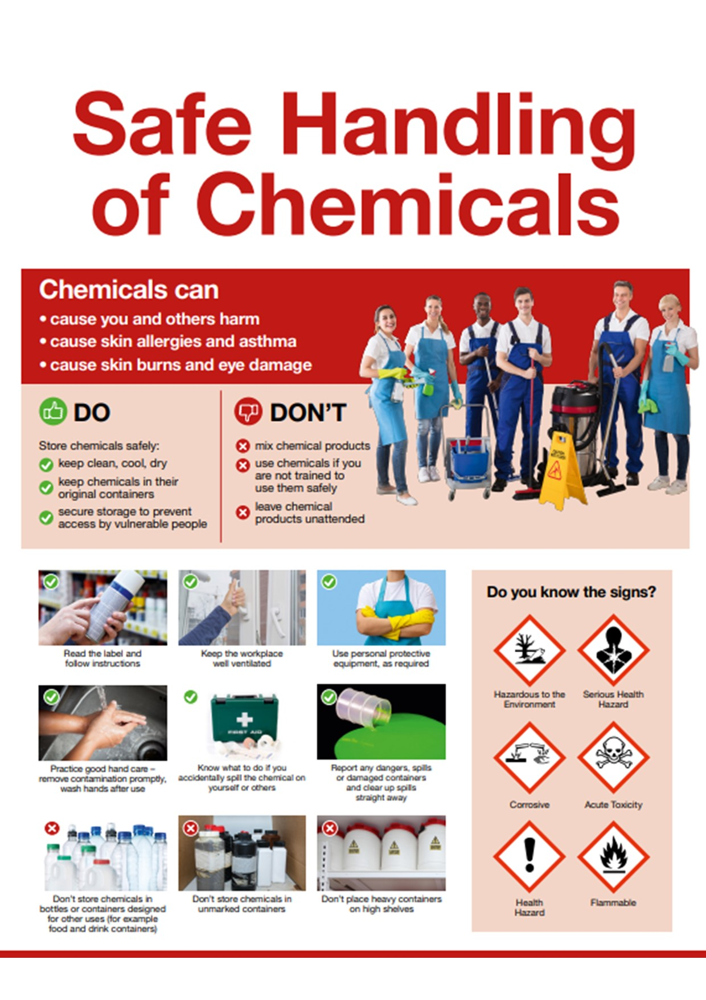 Safe Handling
of Chemicals
Chemicals can
• cause you and others harm
• cause skin allergies and asthma
• cause skin burns and eye damage
DO
Store chemicals safely:
keep clean, cool, dry
keep chemicals in their
original containers
secure storage to prevent
access by vulnerable people
DON'T
mix chemical products
use chemicals if you
are not trained to
use them safely
leave chemical
products unattended
Read the label and
follow instructions
Keep the workplace
well ventilated
Use personal protective
equipment, as required
FIRST AID
Practice good hand care –
remove contamination promptly,
wash hands after use
Know what to do if you
accidentally spill the chemical on
yourself or others
Report any dangers, spills
or damaged containers
and clear up spills
straight away
Don't store chemicals in
bottles or containers designed
for other uses (for example
food and drink containers)
Don't store chemicals in
unmarked containers
Don't place heavy containers
on high shelves
Do you know the signs?
Hazardous to the
Environment
Serious Health
Hazard
Corrosive
Acute Toxicity
Health
Hazard
Flammable